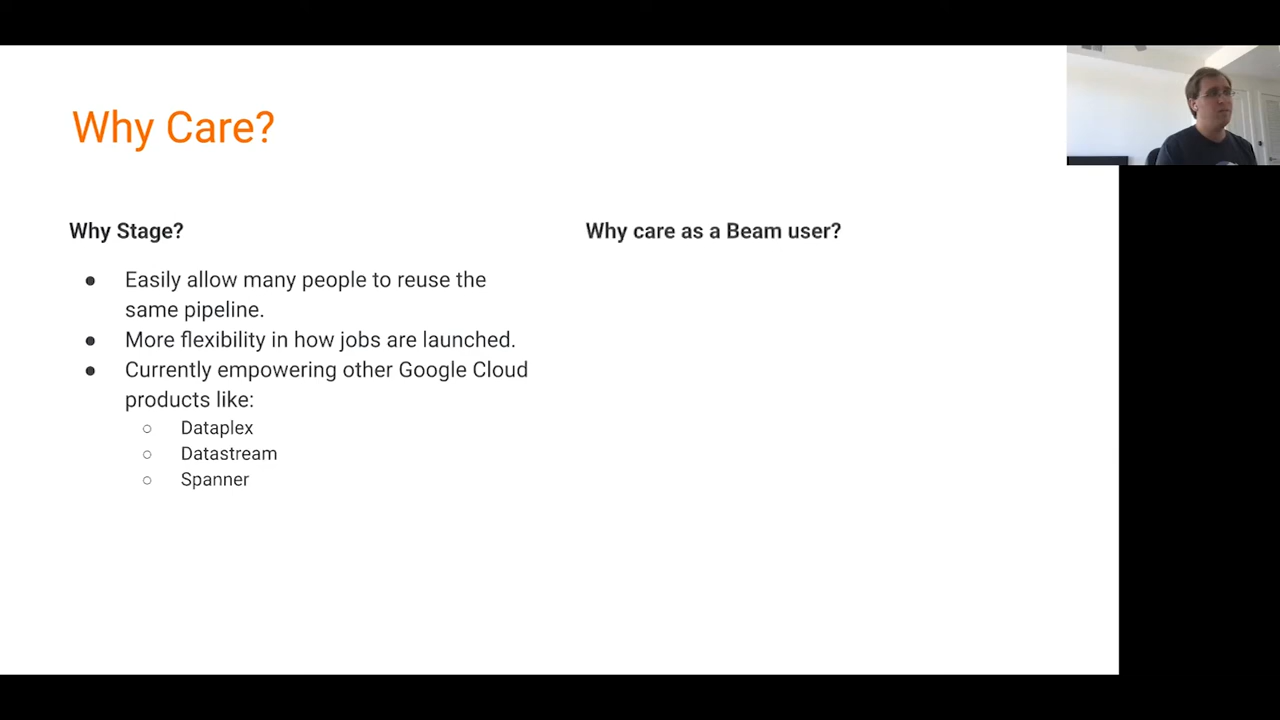 Why Care?
Why Stage?
● Easily allow many people to reuse the
same pipeline.
● More flexibility in how jobs are launched.
● Currently empowering other Google Cloud
products like:
○ Dataplex
○ Datastream
○ Spanner
Why care as a Beam user?